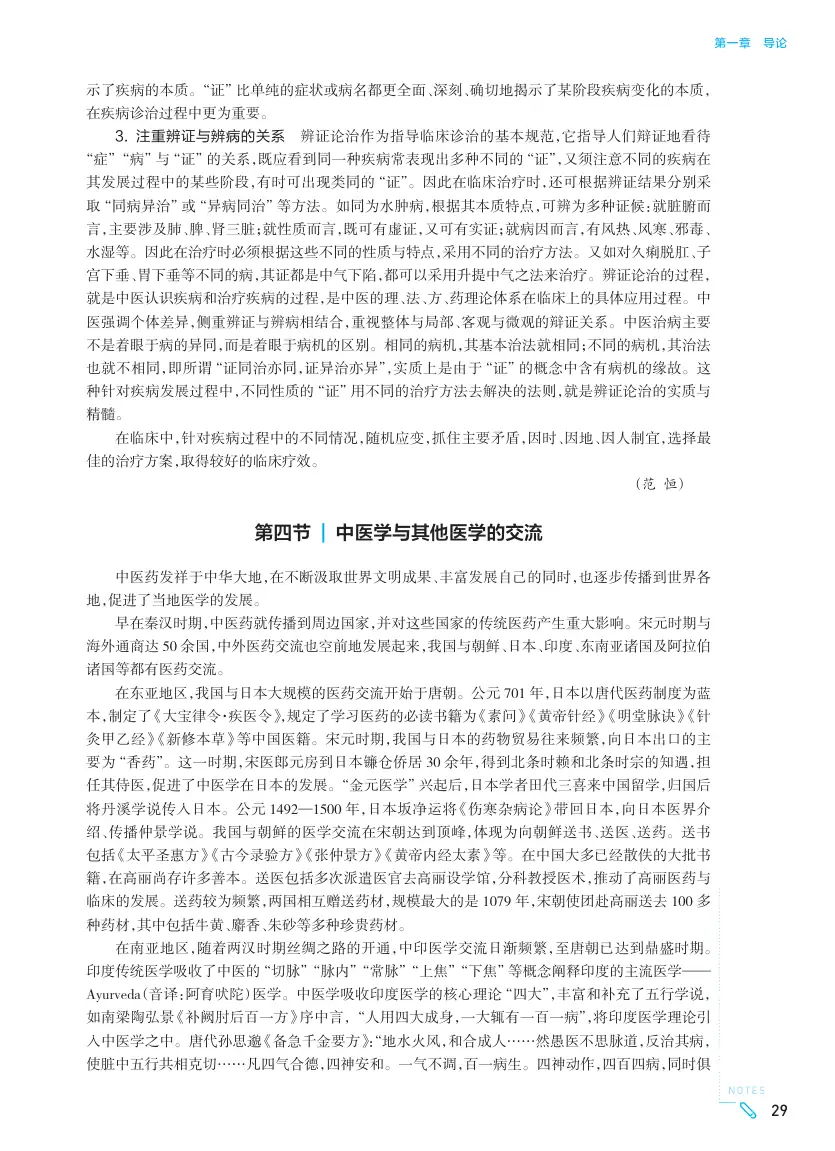 第一章 导论
示了疾病的本质。“证”比单纯的症状或病名都更全面、深刻、确切地揭示了某阶段疾病变化的本质，
在疾病诊治过程中更为重要。
3. 注重辨证与辨病的关系 辨证论治作为指导临床诊治的基本规范，它指导人们辩证地看待
“症”“病”与“证”的关系，既应看到同一种疾病常表现出多种不同的“证”，又须注意不同的疾病在
其发展过程中的某些阶段，有时可出现类同的“证”。因此在临床治疗时，还可根据辨证结果分别采
取“同病异治”或“异病同治”等方法。如同为水肿病，根据其本质特点，可辨为多种证候：就脏腑而
言，主要涉及肺、脾、肾三脏；就性质而言，既可有虚证，又可有实证；就病因而言，有风热、风寒、邪毒、
水湿等。因此在治疗时必须根据这些不同的性质与特点，采用不同的治疗方法。又如对久痢脱肛、子
宫下垂、胃下垂等不同的病，其证都是中气下陷，都可以采用升提中气之法来治疗。辨证论治的过程，
就是中医认识疾病和治疗疾病的过程，是中医的理、法、方、药理论体系在临床上的具体应用过程。中
医强调个体差异，侧重辨证与辨病相结合，重视整体与局部、客观与微观的辩证关系。中医治病主要
不是着眼于病的异同，而是着眼于病机的区别。相同的病机，其基本治法就相同；不同的病机，其治法
也就不相同，即所谓“证同治亦同，证异治亦异”，实质上是由于“证”的概念中含有病机的缘故。这
种针对疾病发展过程中，不同性质的“证”用不同的治疗方法去解决的法则，就是辨证论治的实质与
精髓。
在临床中，针对疾病过程中的不同情况，随机应变，抓住主要矛盾，因时、因地、因人制宜，选择最
佳的治疗方案，取得较好的临床疗效。
（范 恒）
第四节 | 中医学与其他医学的交流
中医药发祥于中华大地，在不断汲取世界文明成果、丰富发展自己的同时，也逐步传播到世界各
地，促进了当地医学的发展。
早在秦汉时期，中医药就传播到周边国家，并对这些国家的传统医药产生重大影响。宋元时期与
海外通商达 50 余国，中外医药交流也空前地发展起来，我国与朝鲜、日本、印度、东南亚诸国及阿拉伯
诸国等都有医药交流。
在东亚地区，我国与日本大规模的医药交流开始于唐朝。公元 701 年，日本以唐代医药制度为蓝
本，制定了《大宝律令·疾医令》，规定了学习医药的必读书籍为《素问》《黄帝针经》《明堂脉诀》《针
灸甲乙经》《新修本草》等中国医籍。宋元时期，我国与日本的药物贸易往来频繁，向日本出口的主
要为“香药”。这一时期，宋医郎元房到日本镰仓侨居 30 余年，得到北条时赖和北条时宗的知遇，担
任其侍医，促进了中医学在日本的发展。“金元医学”兴起后，日本学者田代三喜来中国留学，归国后
将丹溪学说传入日本。公元 1492—1500 年，日本坂净运将《伤寒杂病论》带回日本，向日本医界介
绍、传播仲景学说。我国与朝鲜的医学交流在宋朝达到顶峰，体现为向朝鲜送书、送医、送药。送书
包括《太平圣惠方》《古今录验方》《张仲景方》《黄帝内经太素》等。在中国大多已经散佚的大批书
籍，在高丽尚存许多善本。送医包括多次派遣医官去高丽设学馆，分科教授医术，推动了高丽医药与
临床的发展。送药较为频繁，两国相互赠送药材，规模最大的是 1079 年，宋朝使团赴高丽送去 100 多
种药材，其中包括牛黄、麝香、朱砂等多种珍贵药材。
在南亚地区，随着两汉时期丝绸之路的开通，中印医学交流日渐频繁，至唐朝已达到鼎盛时期。
印度传统医学吸收了中医的“切脉”“脉内”“常脉”“上焦”“下焦”等概念阐释印度的主流医学——
Ayurveda（音译：阿育吠陀）医学。中医学吸收印度医学的核心理论“四大”，丰富和补充了五行学说，
如南梁陶弘景《补阙肘后百一方》序中言，“人用四大成身，一大辄有一百一病”，将印度医学理论引
入中医学之中。唐代孙思邈《备急千金要方》：“地水火风，和合成人……然愚医不思脉道，反治其病，
使脏中五行共相克切……凡四气合德，四神安和。一气不调，百一病生。四神动作，四百四病，同时俱
NOTES
29